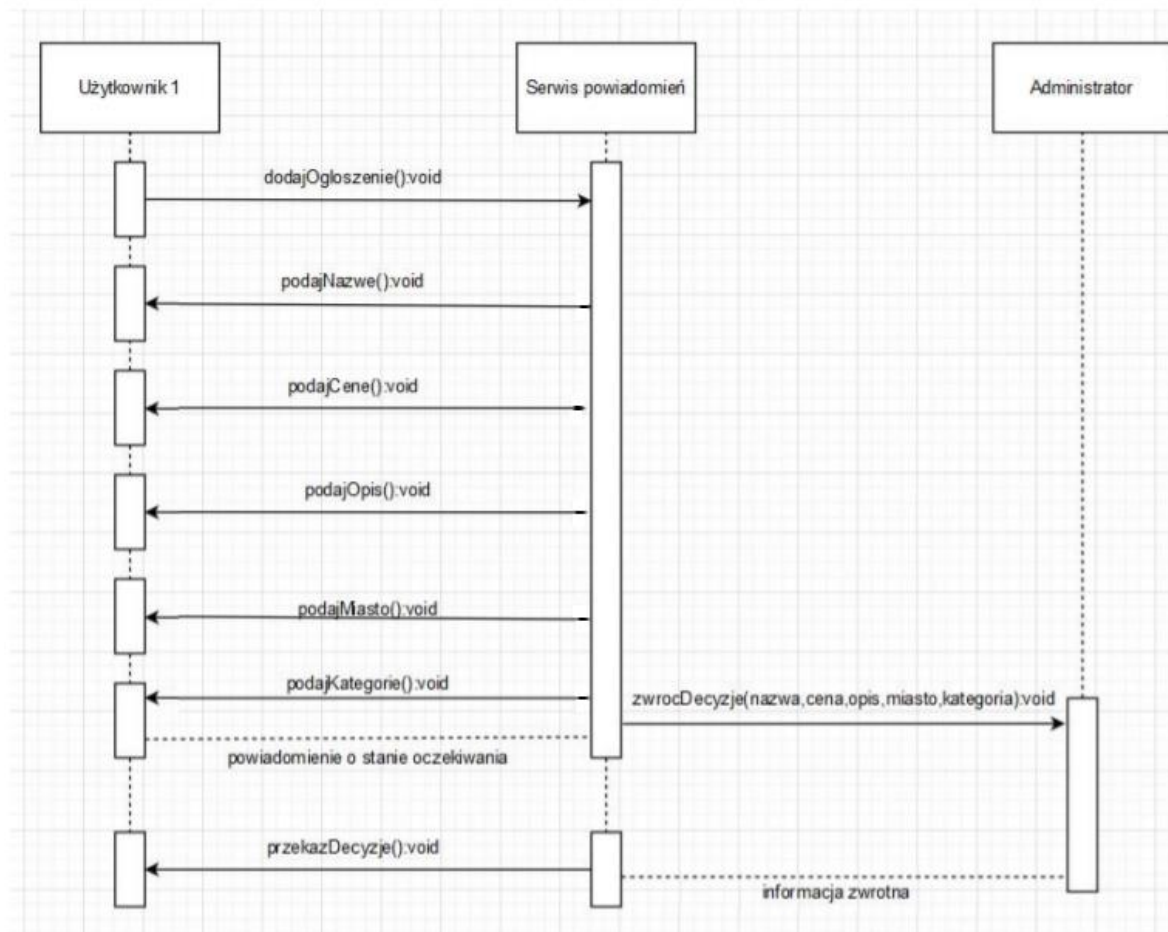 Użytkownik 1
Serwis powiadomień
Administrator
dodajOgloszenie():void
podajNazwe():void
podajCene():void
podajOpis():void
podajMiasto():void
podajKategorie():void
zwrocDecyzje(nazwa,cena,opis,miasto,kategoria):void
powiadomienie o stanie oczekiwania
przekazDecyzje():void
informacja zwrotna